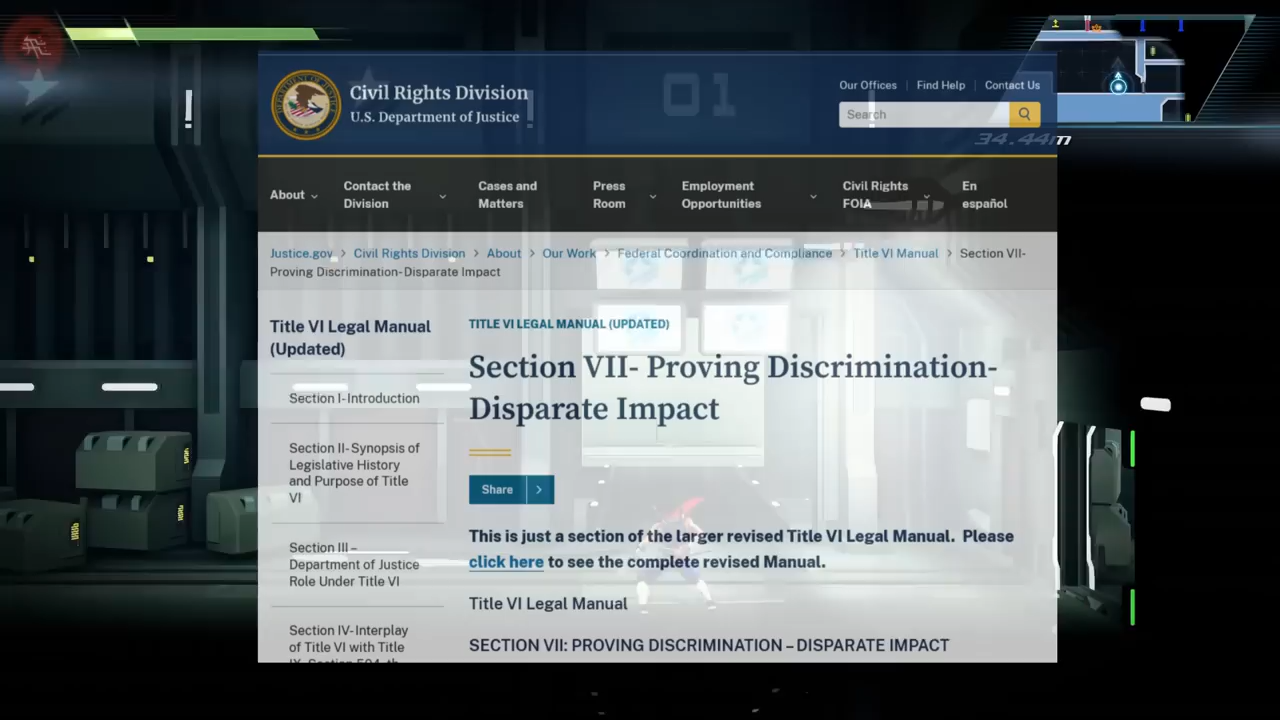 01
Civil Rights Division
U.S. Department of Justice
Our Offices
Find Help
Contact Us
Search
34.44m
About
Contact the
Division
Cases and
Matters
Press
Room
Employment
Opportunities
Civil Rights
FOIA
En
español
Justice.gov > Civil Rights Division > About > Our Work > Federal Coordination and Compliance > Title VI Manual > Section VII-
Proving Discrimination- Disparate Impact
Title VI Legal Manual
(Updated)
Section I- Introduction
Section II- Synopsis of
Legislative History
and Purpose of Title
VI
Section III –
Department of Justice
Role Under Title VI
Section IV- Interplay
of Title VI with Title
TITLE VI LEGAL MANUAL (UPDATED)
Section VII- Proving Discrimination-
Disparate Impact
Share
This is just a section of the larger revised Title VI Legal Manual.  Please
click here to see the complete revised Manual.
Title VI Legal Manual
SECTION VII: PROVING DISCRIMINATION – DISPARATE IMPACT